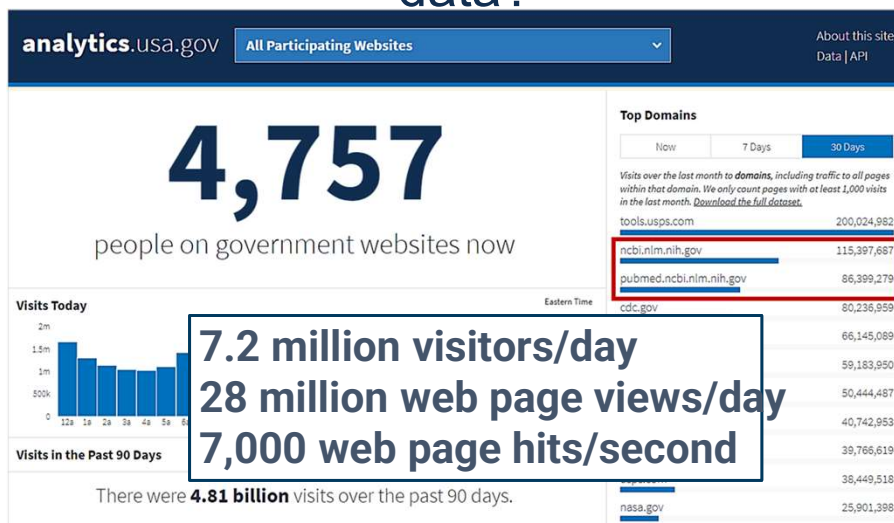 data?
analytics.usa.gov
All Participating Websites
About this site
Data | API
4,757
people on government websites now
Top Domains
Now 7 Days 30 Days
Visits over the last month to domains, including traffic to all pages
within that domain. We only count pages with at least 1,000 visits
in the last month. Download the full dataset.
tools.usps.com 200,024,982
ncbi.nlm.nih.gov 115,397,687
pubmed.ncbi.nlm.nih.gov 86,399,279
cdc.gov 80,236,959
66,145,089
59,183,950
50,444,487
40,742,953
39,766,619
38,449,518
nasa.gov 25,901,398
Visits Today
Eastern Time
2m
1.5m
1m
500k
0
12a 1a 2a 3a 4a 5a
7.2 million visitors/day
28 million web page views/day
7,000 web page hits/second
Visits in the Past 90 Days
There were 4.81 billion visits over the past 90 days.